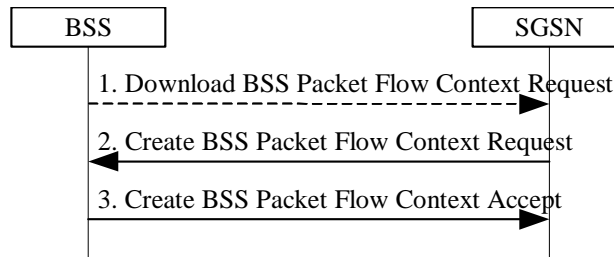 BSS
SGSN
1. Download BSS Packet Flow Context Request
2. Create BSS Packet Flow Context Request
3. Create BSS Packet Flow Context Accept